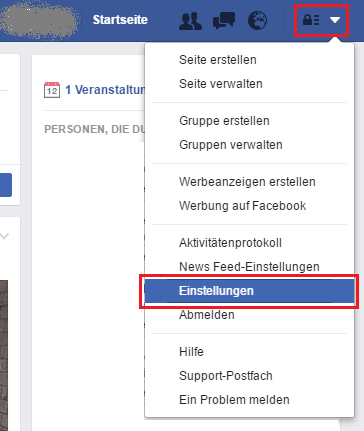 Startseite
12
1 Veranstaltun
PERSONEN, DIE DU
Seite erstellen
Seite verwalten
Gruppe erstellen
Gruppen verwalten
Werbeanzeigen erstellen
Werbung auf Facebook
Aktivitätenprotokoll
News Feed-Einstellungen
Einstellungen
Abmelden
Hilfe
Support-Postfach
Ein Problem melden